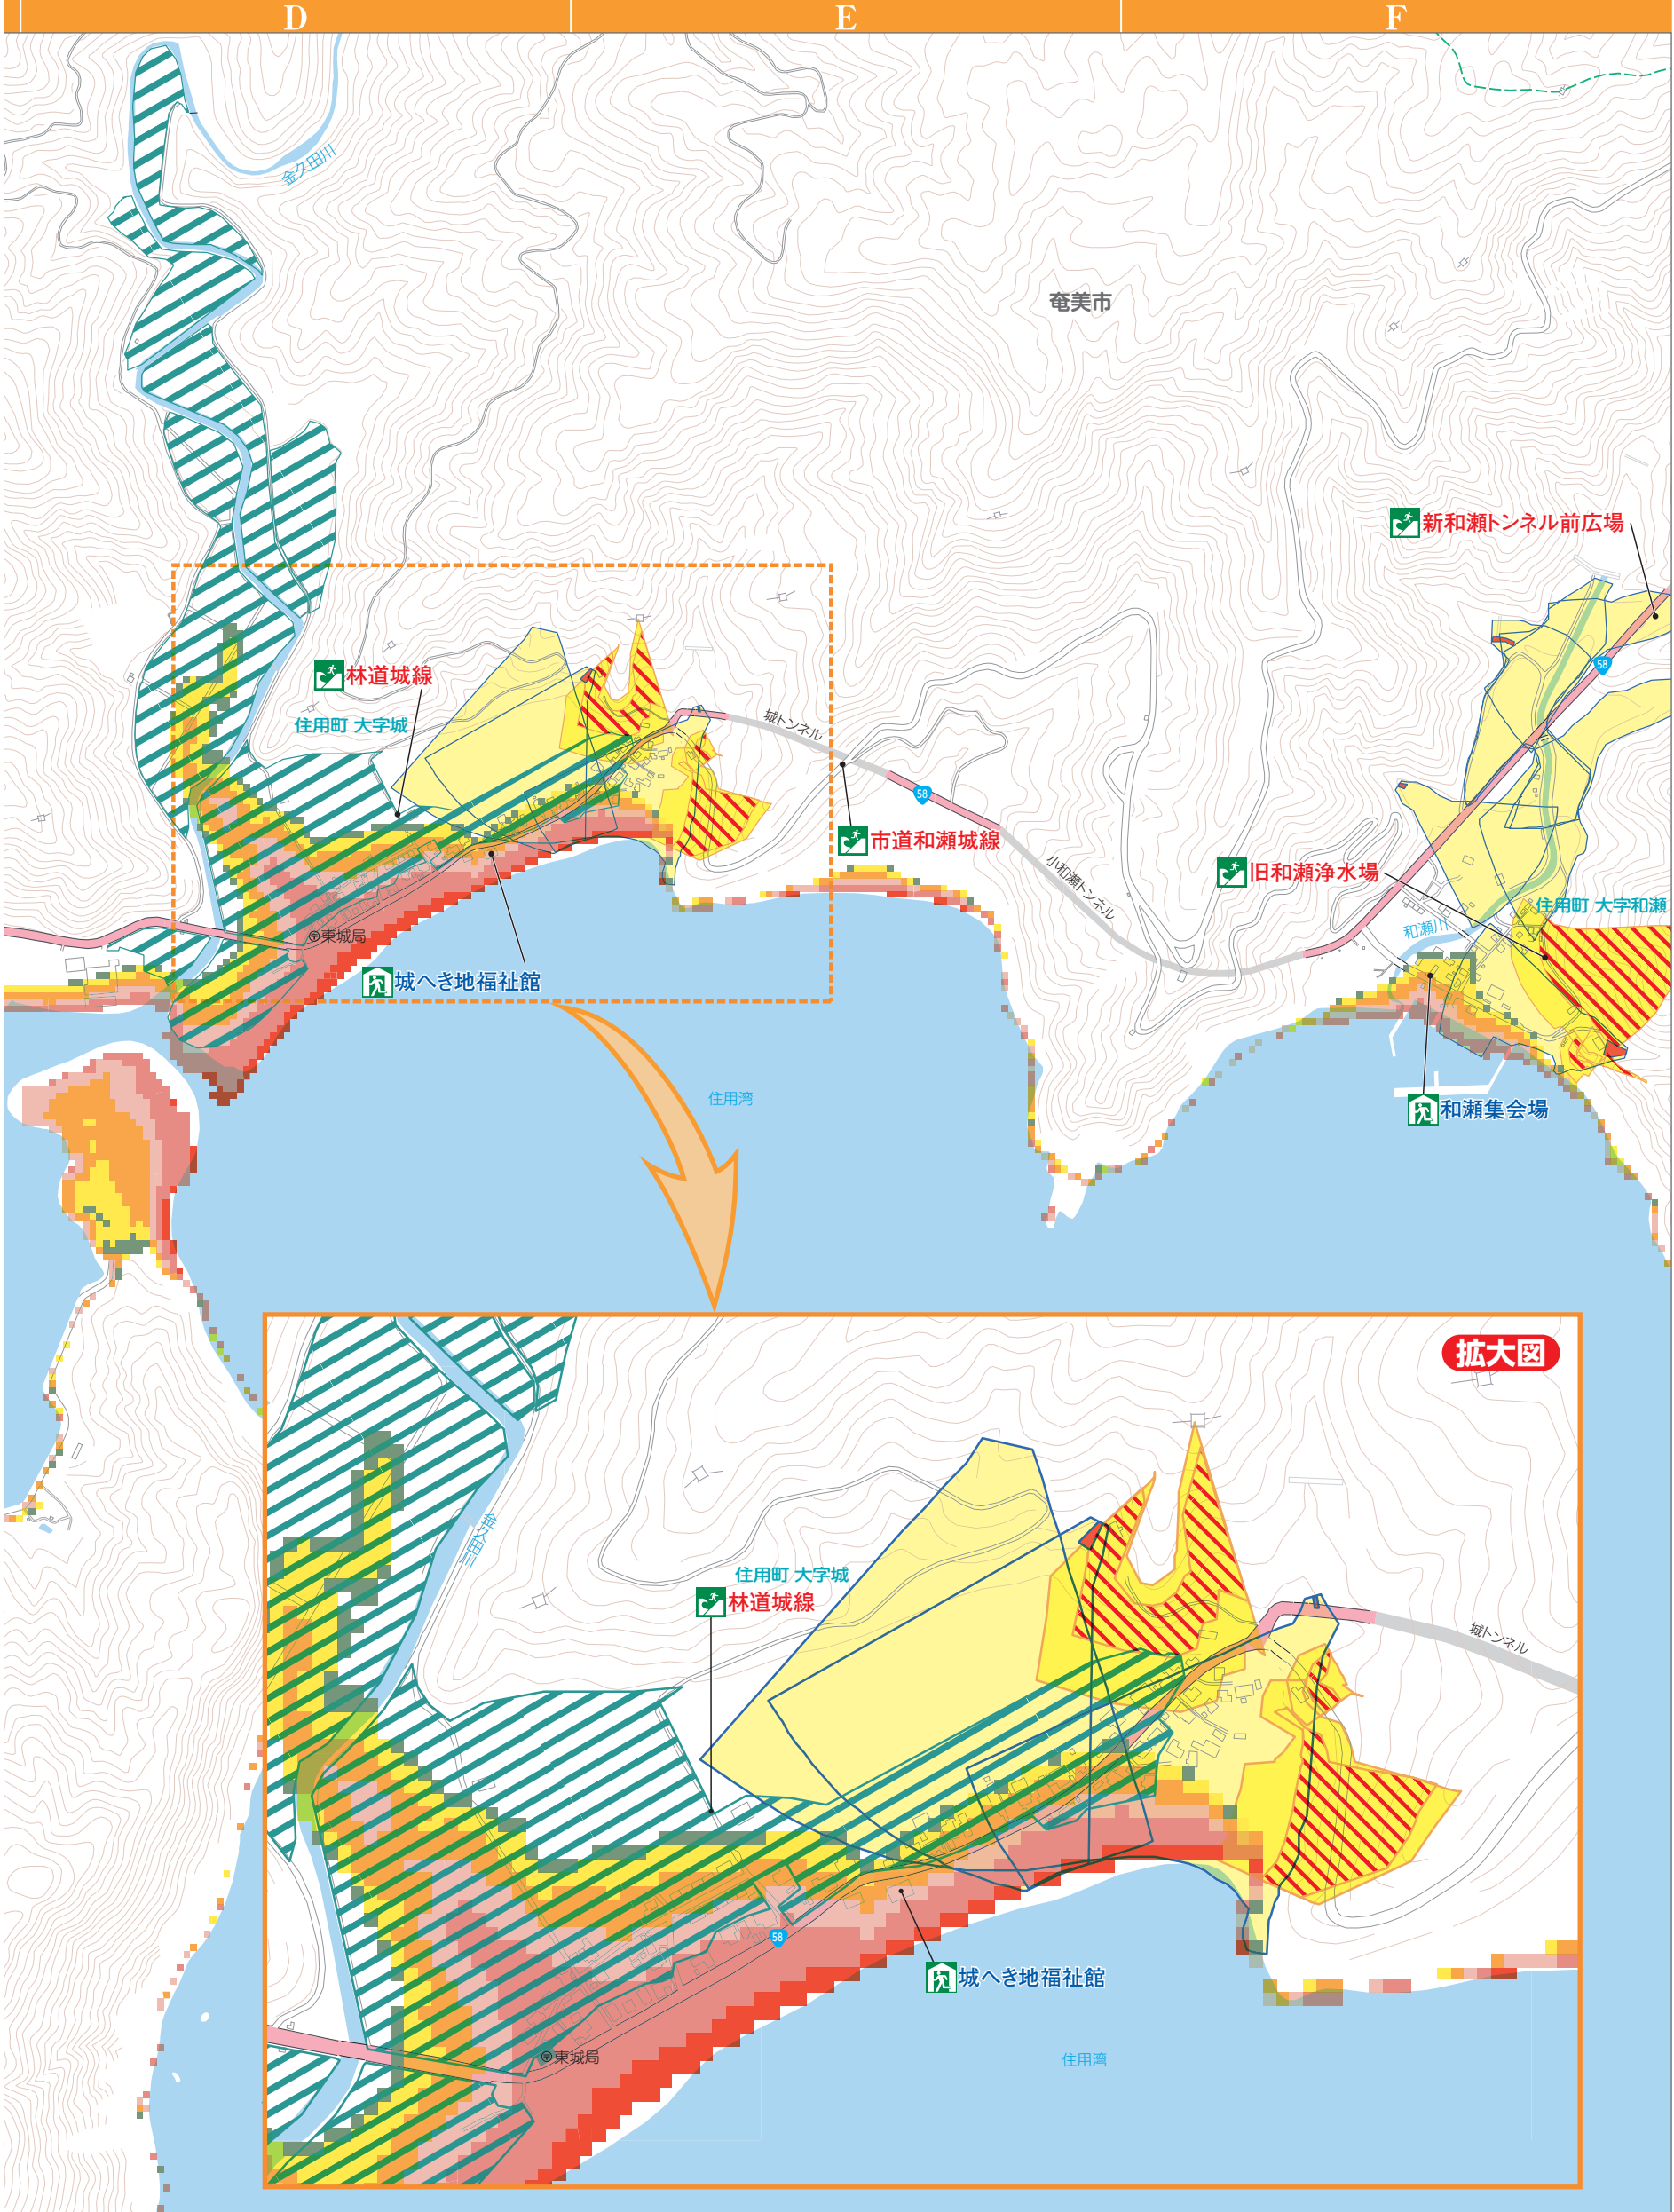 D
E
F
金久田川
奄美市
新和瀬トンネル前広場
58
林道城線
住用町 大字城
城トンネル
58
市道和瀬城線
小和瀬トンネル
旧和瀬浄水場
住用町 大字和瀬
和瀬川
東城局
城へき地福祉館
住用湾
和瀬集会場
拡大図
金久田川
住用町 大字城
林道城線
城トンネル
58
城へき地福祉館
東城局
住用湾